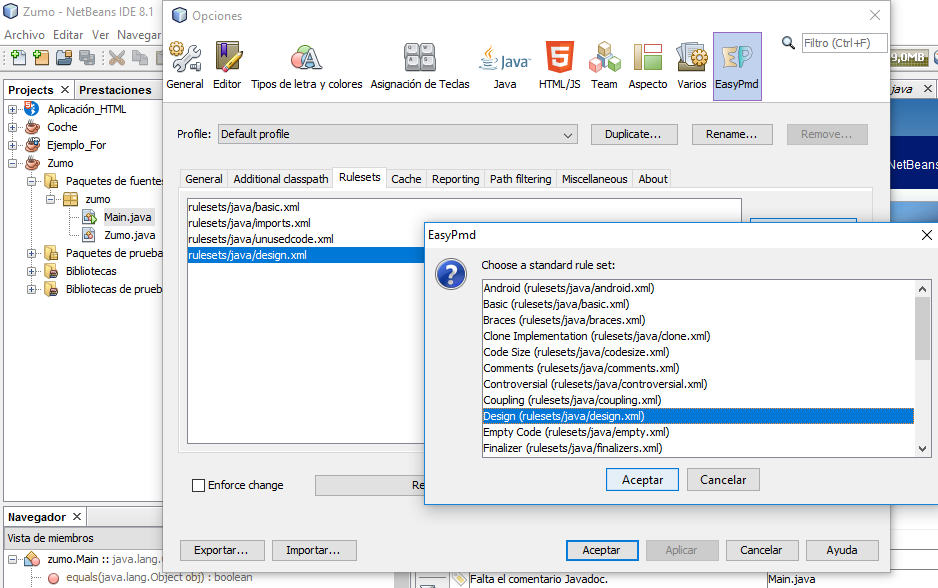 Zumo - NetBeans IDE 8.1
Archivo Editar Ver Navegar
Projects
Prestaciones
Aplicación_HTML
Coche
Ejemplo_For
Zumo
Paquetes de fuentes
zumo
Main.java
Zumo.java
Paquetes de prueba
Bibliotecas
Bibliotecas de prueb
Navegador
Vista de miembros
zumo.Main :: java.lang.
equals(java.lang.Object obj) : boolean
Opciones
General
Editor
Tipos de letra y colores
Asignación de Teclas
Java
Java
HTML/JS
Team
Aspecto
Varios
EasyPmd
Filtro (Ctrl+F)
Profile: Default profile
Duplicate...
Rename...
Remove...
General
Additional classpath
Rulesets
Cache
Reporting
Path filtering
Miscellaneous
About
rulesets/java/basic.xml
rulesets/java/imports.xml
rulesets/java/unusedcode.xml
rulesets/java/design.xml
Enforce change
Re
Exportar...
Importar...
Aceptar
Aplicar
Cancelar
Ayuda
EasyPmd
Choose a standard rule set:
Android (rulesets/java/android.xml)
Basic (rulesets/java/basic.xml)
Braces (rulesets/java/braces.xml)
Clone Implementation (rulesets/java/clone.xml)
Code Size (rulesets/java/codesize.xml)
Comments (rulesets/java/comments.xml)
Controversial (rulesets/java/controversial.xml)
Coupling (rulesets/java/coupling.xml)
Design (rulesets/java/design.xml)
Empty Code (rulesets/java/empty.xml)
Finalizer (rulesets/java/finalizers.xml)
Aceptar
Cancelar
9,0MB
java
NetBeans
Falta el comentario Javadoc.
Main.java